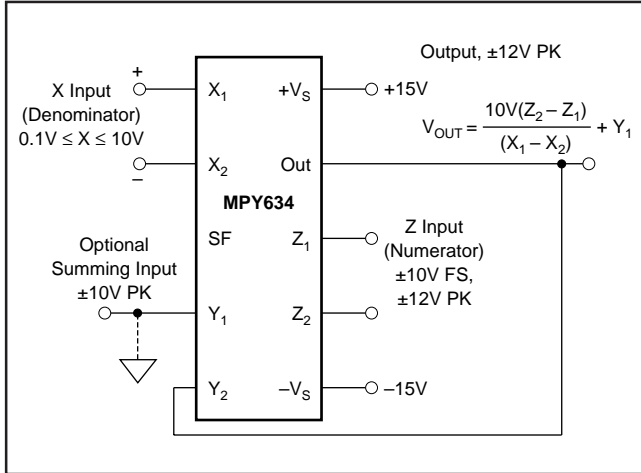 Output, ±12V PK
+
X Input
(Denominator)
0.1V ≤ X ≤ 10V
–
X1
+VS
+15V
VOUT = 10V(Z2 – Z1) / (X1 – X2) + Y1
X2
Out
MPY634
SF
Z1
Z Input
(Numerator)
±10V FS,
±12V PK
Optional
Summing Input
±10V PK
Y1
Z2
Y2
–VS
–15V